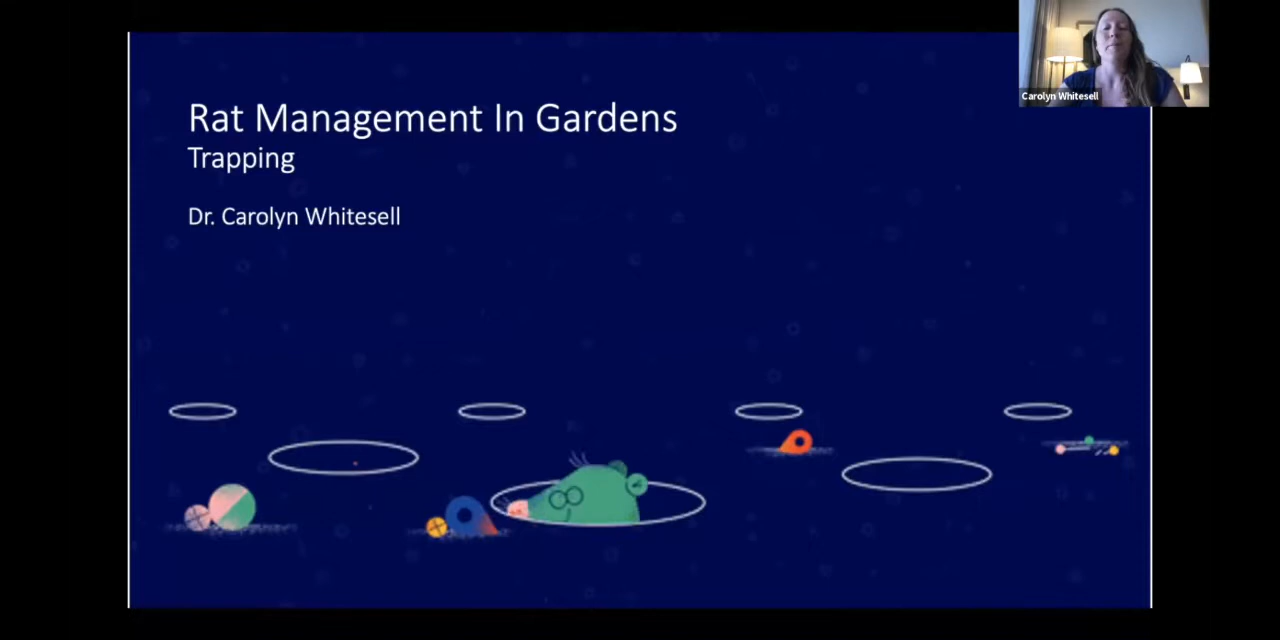 Rat Management In Gardens
Trapping
Dr. Carolyn Whitesell
Carolyn Whitesell